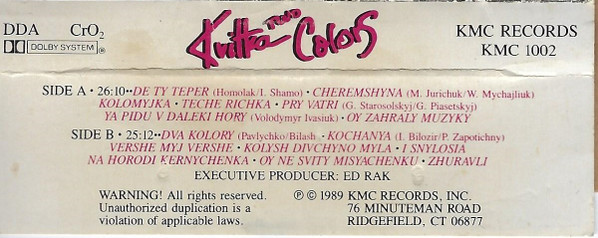 DDA CrO₂
DOLBY SYSTEM ®
Kvitka TWO Colors
KMC RECORDS
KMC 1002
SIDE A • 26:10••DE TY TEPER (Homolak/I. Shamo) • CHEREMSHYNA (M. Jurichuk/W. Mychajliuk)
KOLOMYJKA • TECHE RICHKA • PRY VATRI (G. Starosolskyj/G. Piasetskyj)
YA PIDU V DALEKI HORY (Volodymyr Ivasiuk) • OY ZAHRALY MUZYKY
SIDE B • 25:12••DVA KOLORY (Pavlychko/Bilash • KOCHANYA (I. Bilozir/P. Zapotichny)
VERSHE MYJ VERSHE • KOLYSH DIVCHYNO MYLA • I SNYLOSIA
NA HORODI KERNYCHENKA • OY NE SVITY MISYACHENKU • ZHURAVLI
EXECUTIVE PRODUCER: ED RAK
WARNING! All rights reserved.
Unauthorized duplication is a
violation of applicable laws.
℗ © 1989 KMC RECORDS, INC.
76 MINUTEMAN ROAD
RIDGEFIELD, CT 06877